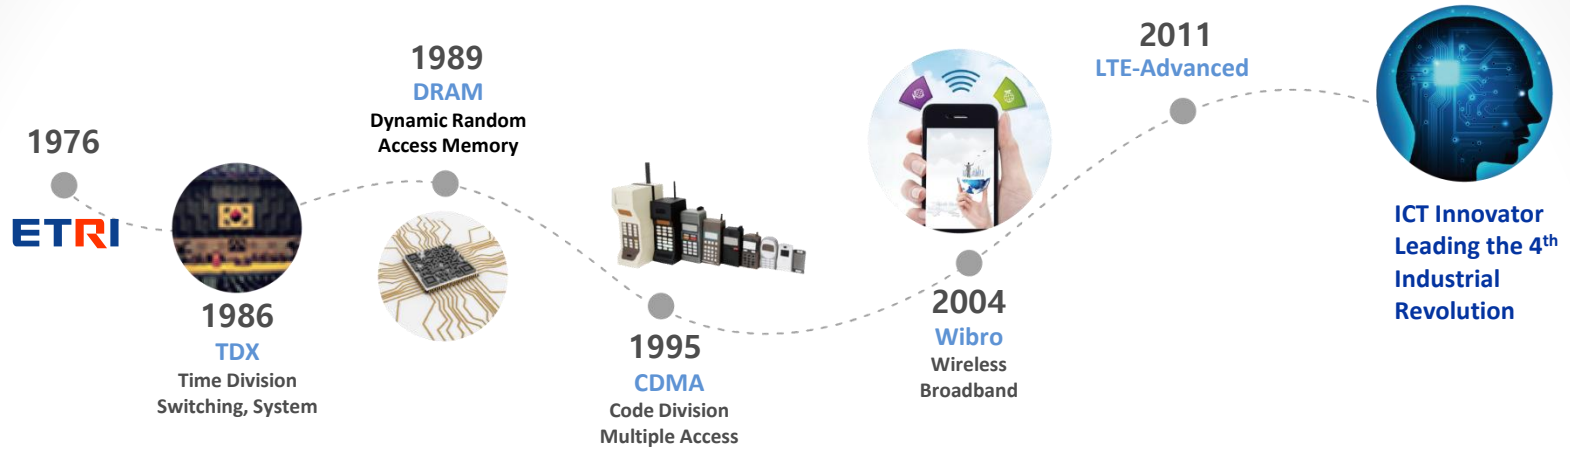 1976
ETRI
1986
TDX
Time Division
Switching, System
1989
DRAM
Dynamic Random
Access Memory
1995
CDMA
Code Division
Multiple Access
2004
Wibro
Wireless
Broadband
2011
LTE-Advanced
ICT Innovator
Leading the 4th
Industrial
Revolution